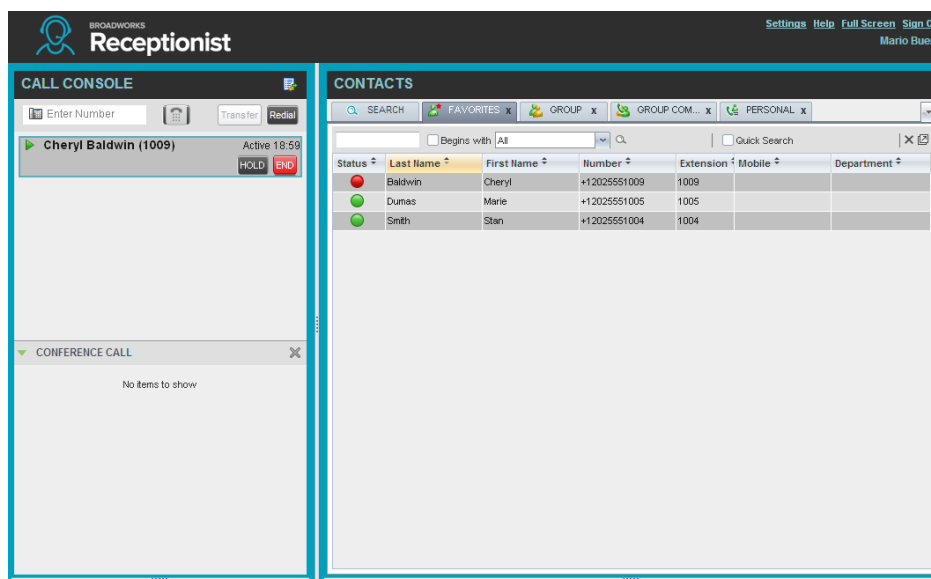 BROADWORKS
Receptionist
Settings Help Full Screen Sign
Mario
CALL CONSOLE
Enter Number Transfer Redial
Cheryl Baldwin (1009) Active 18:59
HOLD END
CONFERENCE CALL
No items to show
CONTACTS
SEARCH FAVORITES x GROUP x GROUP COM... x PERSONAL x
Begins with All Quick Search
Status Last Name First Name Number Extension Mobile Department
Baldwin Cheryl +12025551009 1009
Dumas Marie +12025551005 1005
Smith Stan +12025551004 1004